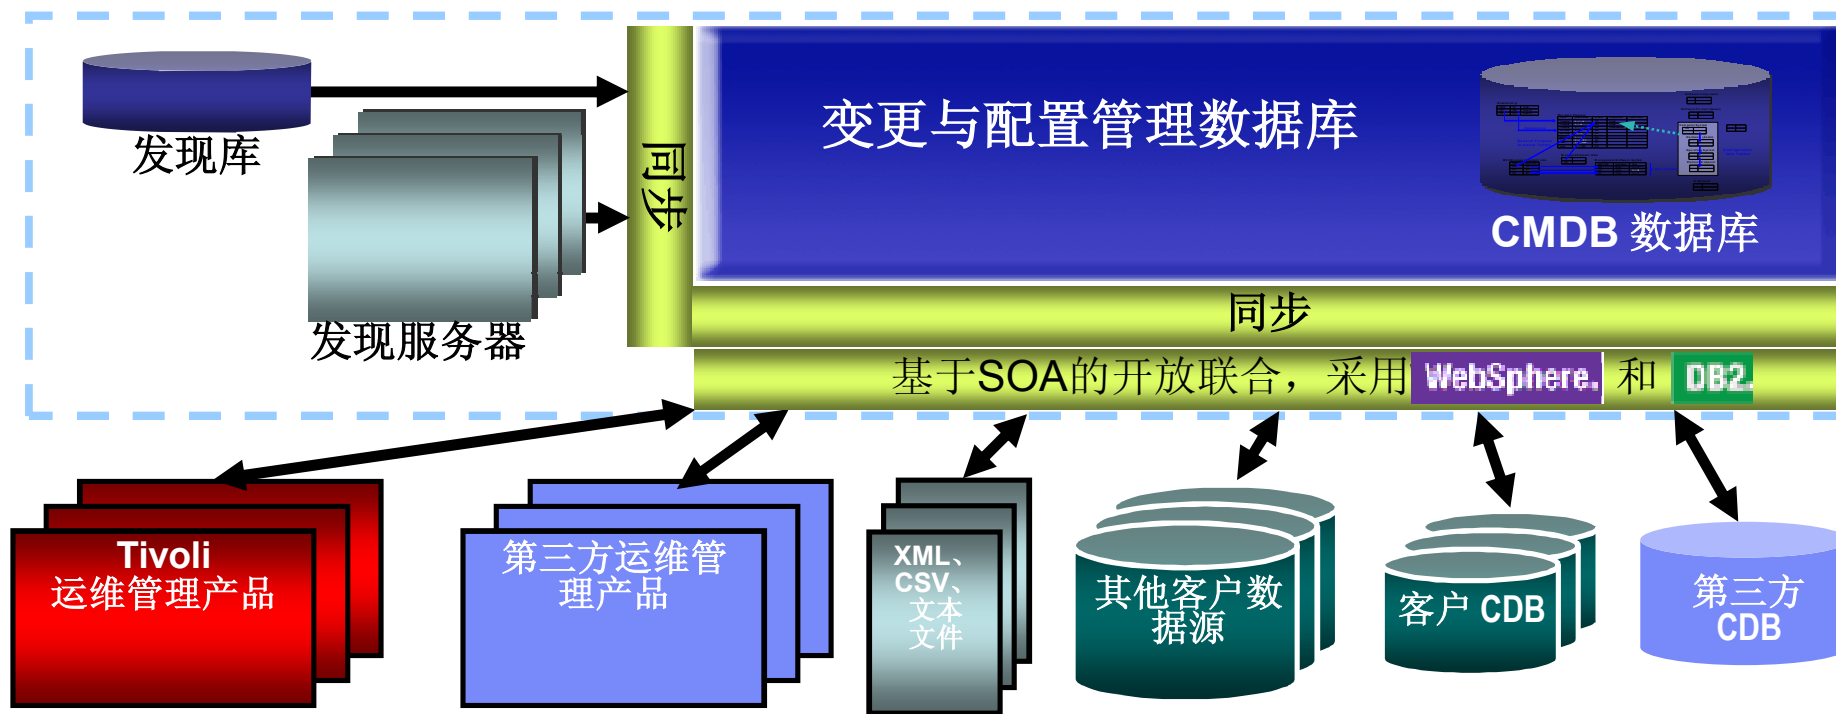 发现库
发现服务器
同步
变更与配置管理数据库
CMDB 数据库
同步
基于SOA的开放联合，采用 WebSphere. 和 DB2.
Tivoli
运维管理产品
第三方运维管
理产品
XML、
CSV、
文本
文件
其他客户数
据源
客户 CDB
第三方
CDB